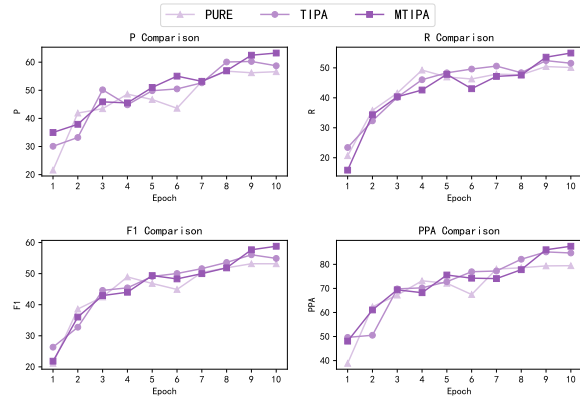 PURE TIPA MTIPA
P Comparison
60
50
40
30
20
P
1 2 3 4 5 6 7 8 9 10
Epoch
R Comparison
50
40
30
20
R
1 2 3 4 5 6 7 8 9 10
Epoch
F1 Comparison
60
50
40
30
20
F1
1 2 3 4 5 6 7 8 9 10
Epoch
PPA Comparison
80
70
60
50
40
PPA
1 2 3 4 5 6 7 8 9 10
Epoch